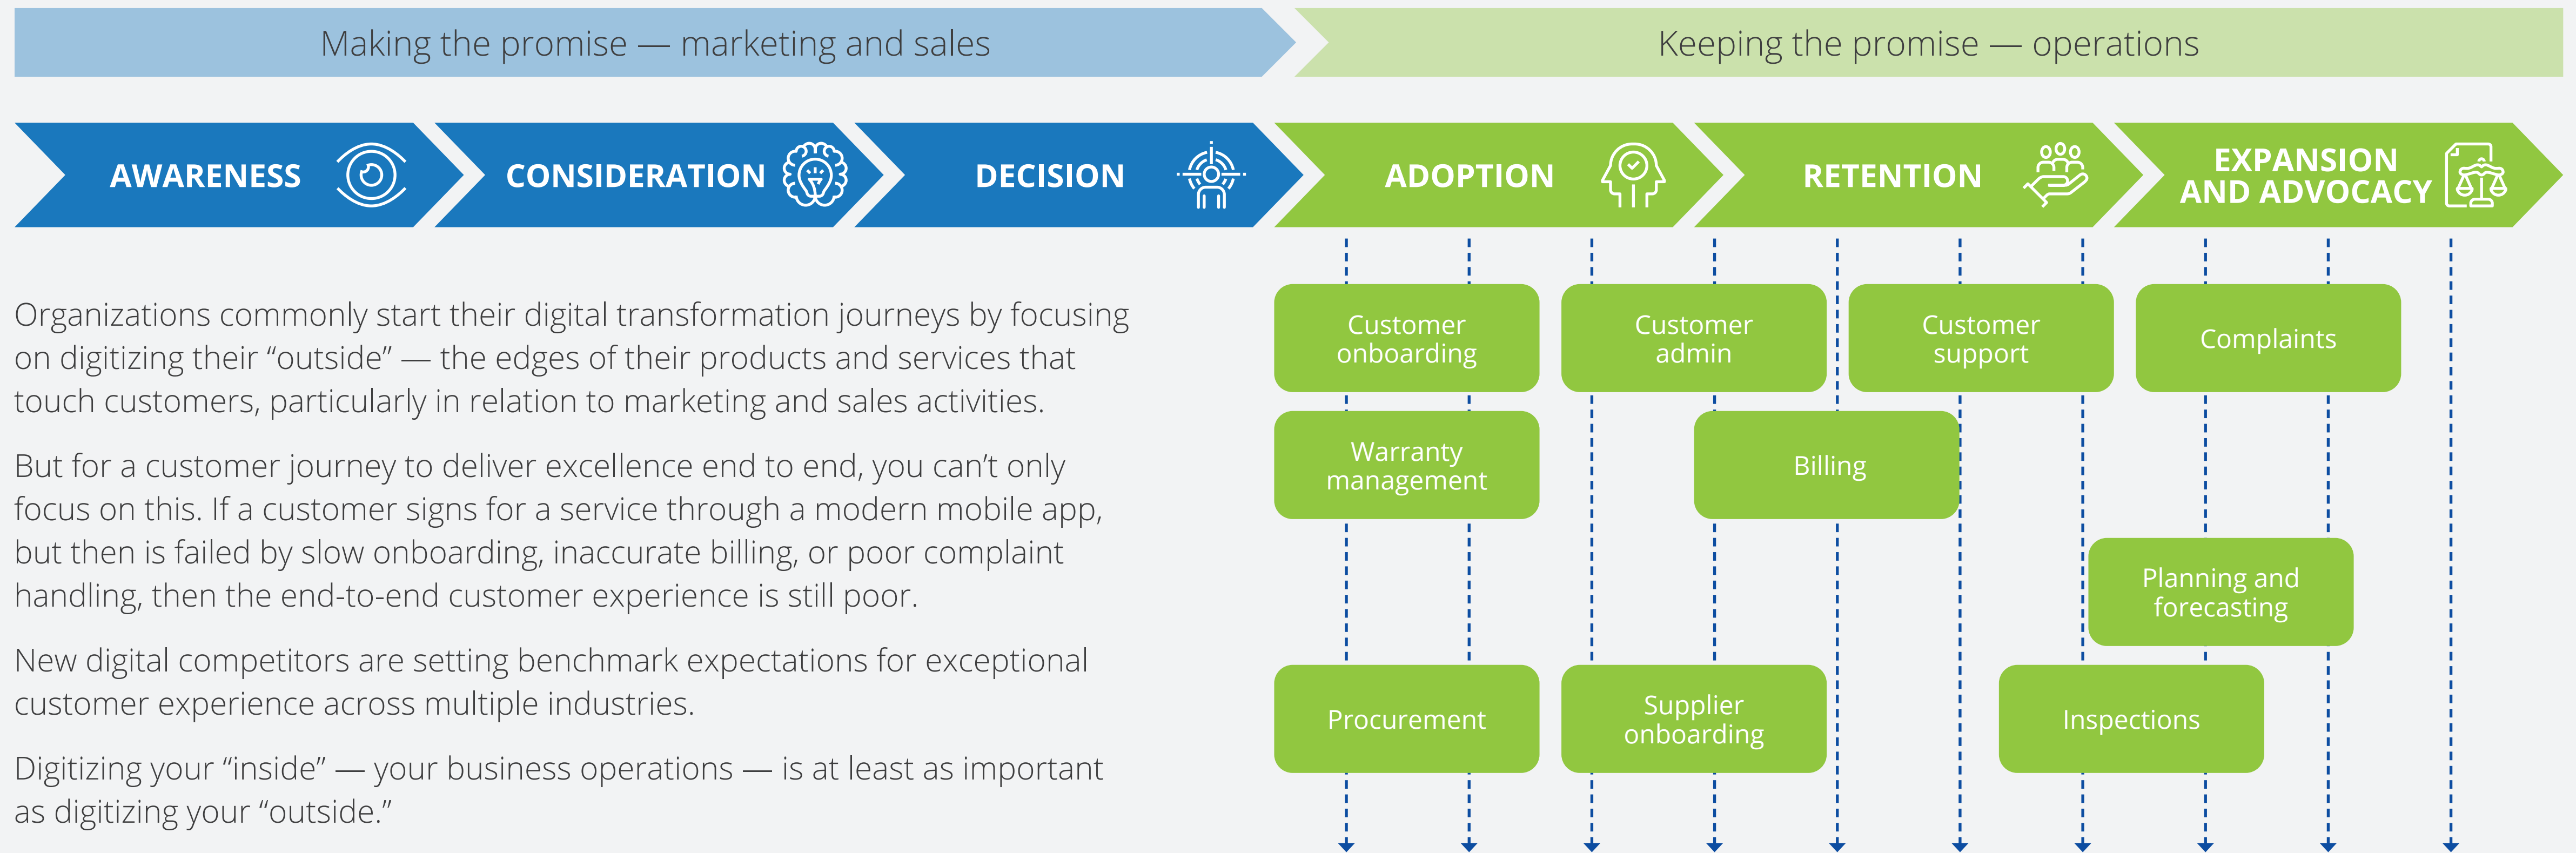 Making the promise — marketing and sales
Keeping the promise — operations
AWARENESS
CONSIDERATION
DECISION
ADOPTION
RETENTION
EXPANSION
AND ADVOCACY
Organizations commonly start their digital transformation journeys by focusing
on digitizing their “outside” — the edges of their products and services that
touch customers, particularly in relation to marketing and sales activities.
But for a customer journey to deliver excellence end to end, you can’t only
focus on this. If a customer signs for a service through a modern mobile app,
but then is failed by slow onboarding, inaccurate billing, or poor complaint
handling, then the end-to-end customer experience is still poor.
New digital competitors are setting benchmark expectations for exceptional
customer experience across multiple industries.
Digitizing your “inside” — your business operations — is at least as important
as digitizing your “outside.”
Customer
onboarding
Customer
admin
Customer
support
Complaints
Warranty
management
Billing
Planning and
forecasting
Procurement
Supplier
onboarding
Inspections